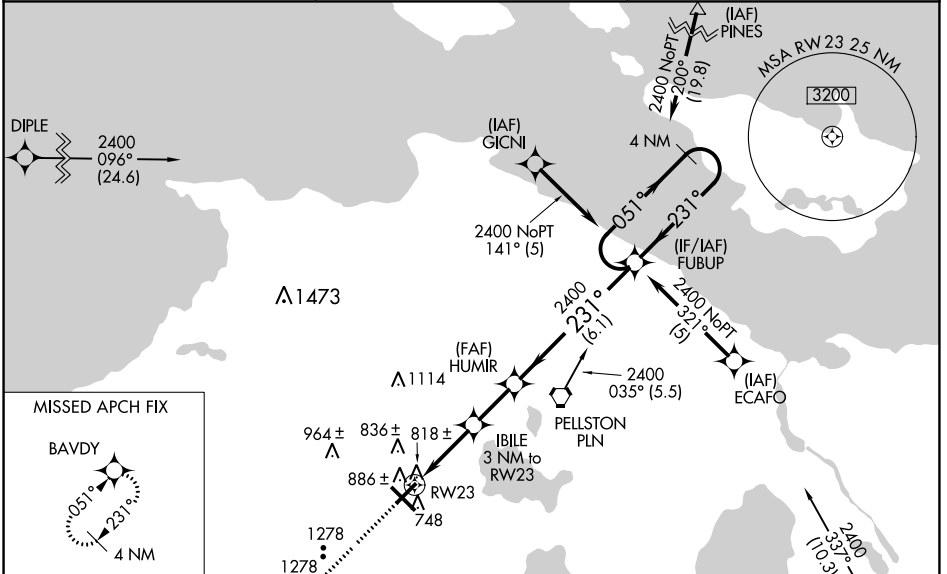 (IAF)
PINES
2400 NoPT
200°
(19.8)
MSA RW23 25 NM
3200
DIPLE
2400
096°
(24.6)
(IAF)
GICNI
4 NM
051°
231°
2400 NoPT
141° (5)
(IF/IAF)
FUBUP
2400
231°
(6.1)
2400 NoPT
321°
(5)
1473
(FAF)
HUMIR
(IAF)
ECAFO
1114
2400
035° (5.5)
PELLSTON
PLN
MISSED APCH FIX
BAVDY
051°
231°
4 NM
964 ±
836 ±
818 ±
IBILE
3 NM to
RW23
886 ±
RW23
748
1278
1278
2400
337°
(10.3)